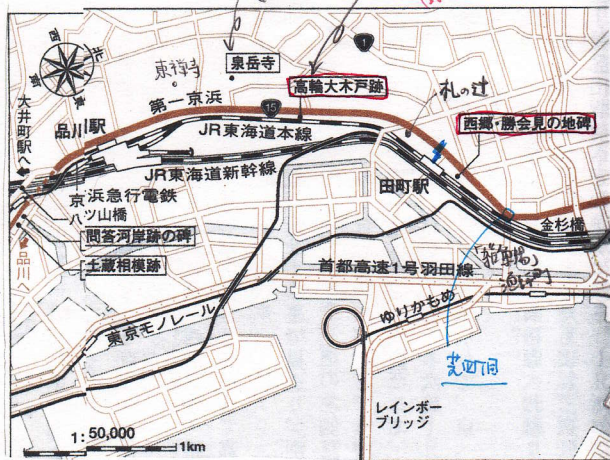 北
東
南
西
1
泉岳寺
東禅寺
高輪大木戸跡
第一京浜
15
札の辻
大井町駅へ
品川駅
JR東海道本線
西郷・勝会見の地碑
JR東海道新幹線
田町駅
京浜急行電鉄
八ツ山橋
金杉橋
問答河岸跡の碑
土蔵相模跡
品川へ
首都高速1号羽田線
東京モノレール
ゆりかもめ
芝四丁目
レインボー
ブリッジ
1:50,000
1km